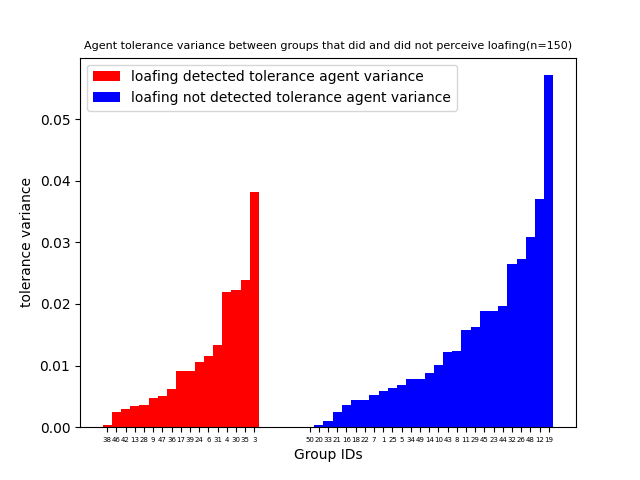 Agent tolerance variance between groups that did and did not perceive loafing(n=150)
loafing detected tolerance agent variance
loafing not detected tolerance agent variance
tolerance variance
0.05
0.04
0.03
0.02
0.01
0.00
38 46 42 13 28 9 47 36 17 39 24 6 31 4 30 35 3 50 20 33 21 16 18 22 7 1 25 5 34 49 14 10 43 8 11 29 45 23 44 32 26 48 12 19
Group IDs